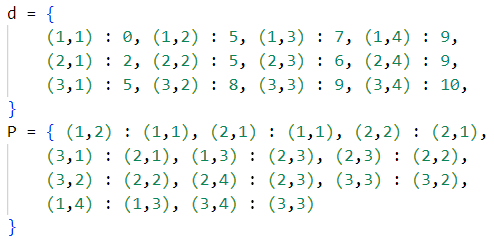 d = {
    (1,1) : 0, (1,2) : 5, (1,3) : 7, (1,4) : 9,
    (2,1) : 2, (2,2) : 5, (2,3) : 6, (2,4) : 9,
    (3,1) : 5, (3,2) : 8, (3,3) : 9, (3,4) : 10,
}
P = { (1,2) : (1,1), (2,1) : (1,1), (2,2) : (2,1),
    (3,1) : (2,1), (1,3) : (2,3), (2,3) : (2,2),
    (3,2) : (2,2), (2,4) : (2,3), (3,3) : (3,2),
    (1,4) : (1,3), (3,4) : (3,3)
}